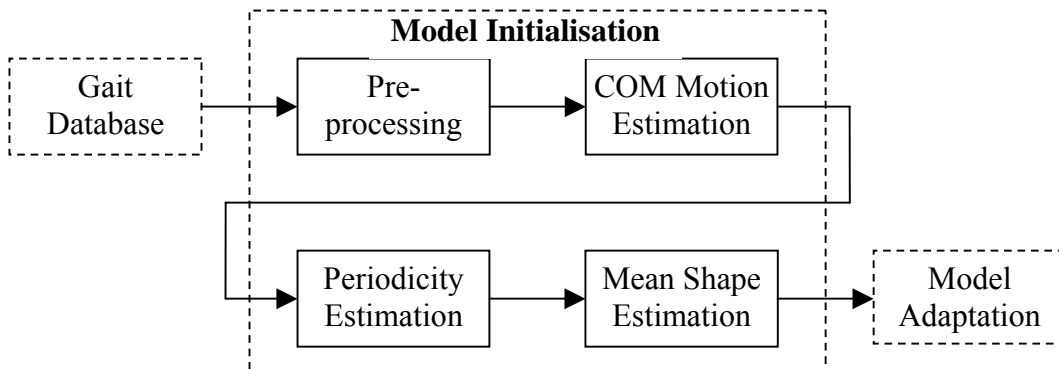 Model Initialisation
Gait
Database
Pre-
processing
COM Motion
Estimation
Periodicity
Estimation
Mean Shape
Estimation
Model
Adaptation